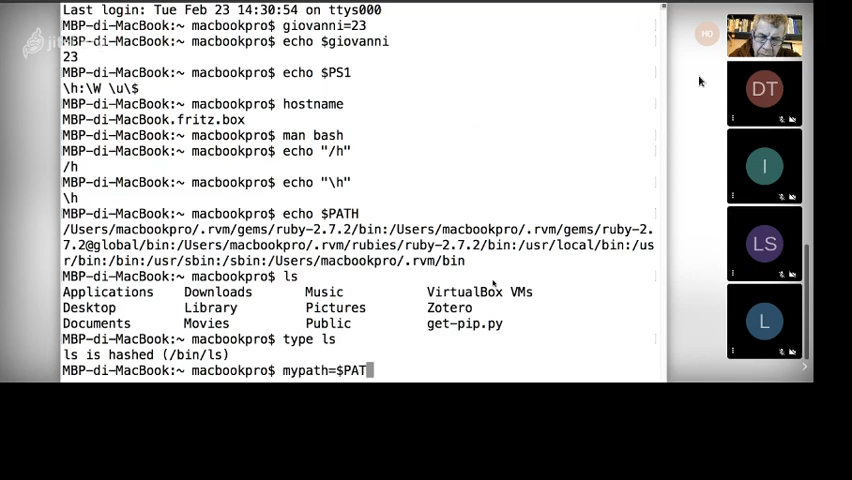 Last login: Tue Feb 23 14:30:54 on ttys000
MBP-di-MacBook:~ macbookpro$ giovanni=23
MBP-di-MacBook:~ macbookpro$ echo $giovanni
23
MBP-di-MacBook:~ macbookpro$ echo $PS1
\h:\W \u\$
MBP-di-MacBook:~ macbookpro$ hostname
MBP-di-MacBook.fritz.box
MBP-di-MacBook:~ macbookpro$ man bash
MBP-di-MacBook:~ macbookpro$ echo "/h"
/h
MBP-di-MacBook:~ macbookpro$ echo "\h"
\h
MBP-di-MacBook:~ macbookpro$ echo $PATH
/Users/macbookpro/.rvm/gems/ruby-2.7.2/bin:/Users/macbookpro/.rvm/gems/ruby-2.
7.2@global/bin:/Users/macbookpro/.rvm/rubies/ruby-2.7.2/bin:/usr/local/bin:/us
r/bin:/bin:/usr/sbin:/sbin:/Users/macbookpro/.rvm/bin
MBP-di-MacBook:~ macbookpro$ ls
Applications Downloads Music VirtualBox VMs
Desktop Library Pictures Zotero
Documents Movies Public get-pip.py
MBP-di-MacBook:~ macbookpro$ type ls
ls is hashed (/bin/ls)
MBP-di-MacBook:~ macbookpro$ mypath=$PAT
HO
DT
I
LS
L